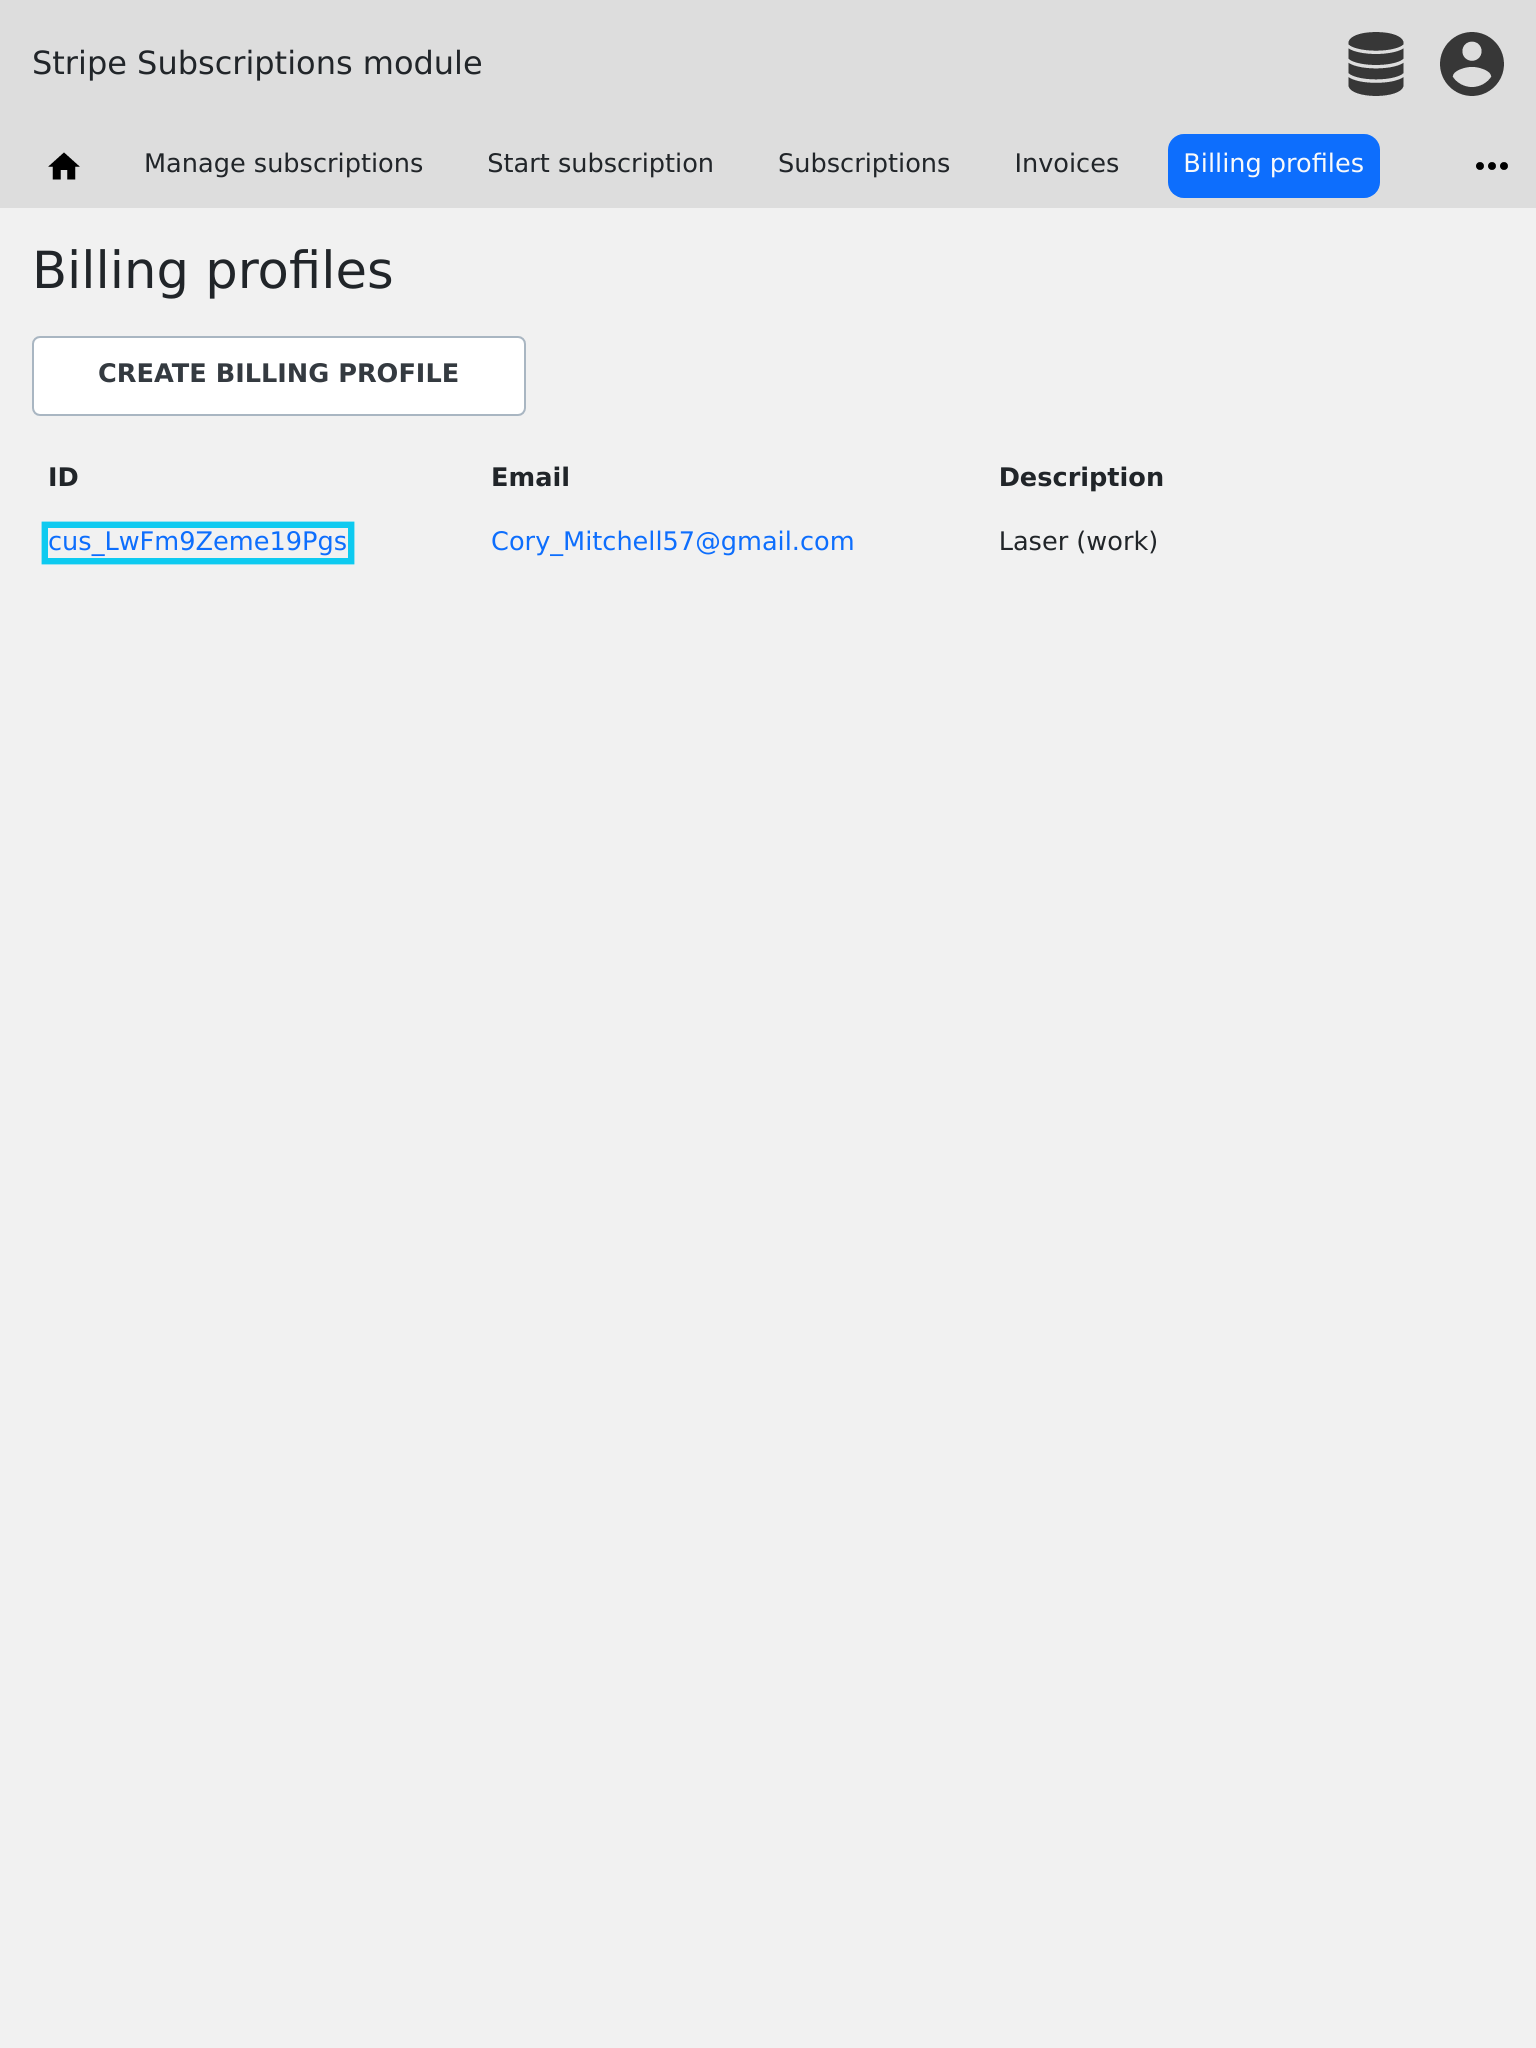 Stripe Subscriptions module
Manage subscriptions Start subscription Subscriptions Invoices Billing profiles
Billing profiles
CREATE BILLING PROFILE
ID Email Description
cus_LwFm9Zeme19Pgs Cory_Mitchell57@gmail.com Laser (work)